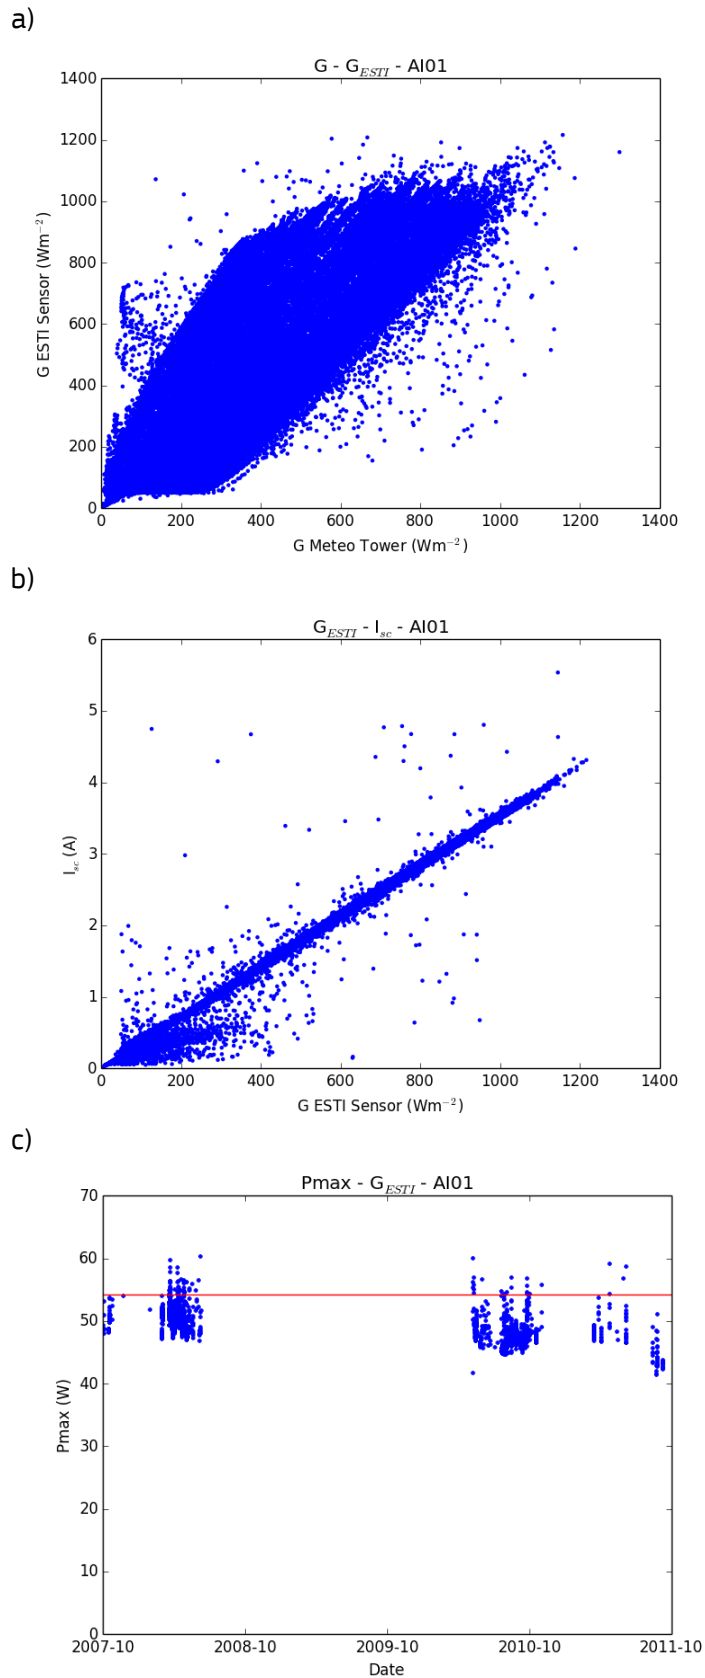 a)
G - G_ESTI - AI01
1400
1200
1000
800
600
400
200
0
G ESTI Sensor (Wm⁻²)
0 200 400 600 800 1000 1200 1400
G Meteo Tower (Wm⁻²)
b)
G_ESTI - I_sc - AI01
6
5
4
3
2
1
0
I_sc (A)
0 200 400 600 800 1000 1200 1400
G ESTI Sensor (Wm⁻²)
c)
Pmax - G_ESTI - AI01
70
60
50
40
30
20
10
0
Pmax (W)
2007-10 2008-10 2009-10 2010-10 2011-10
Date